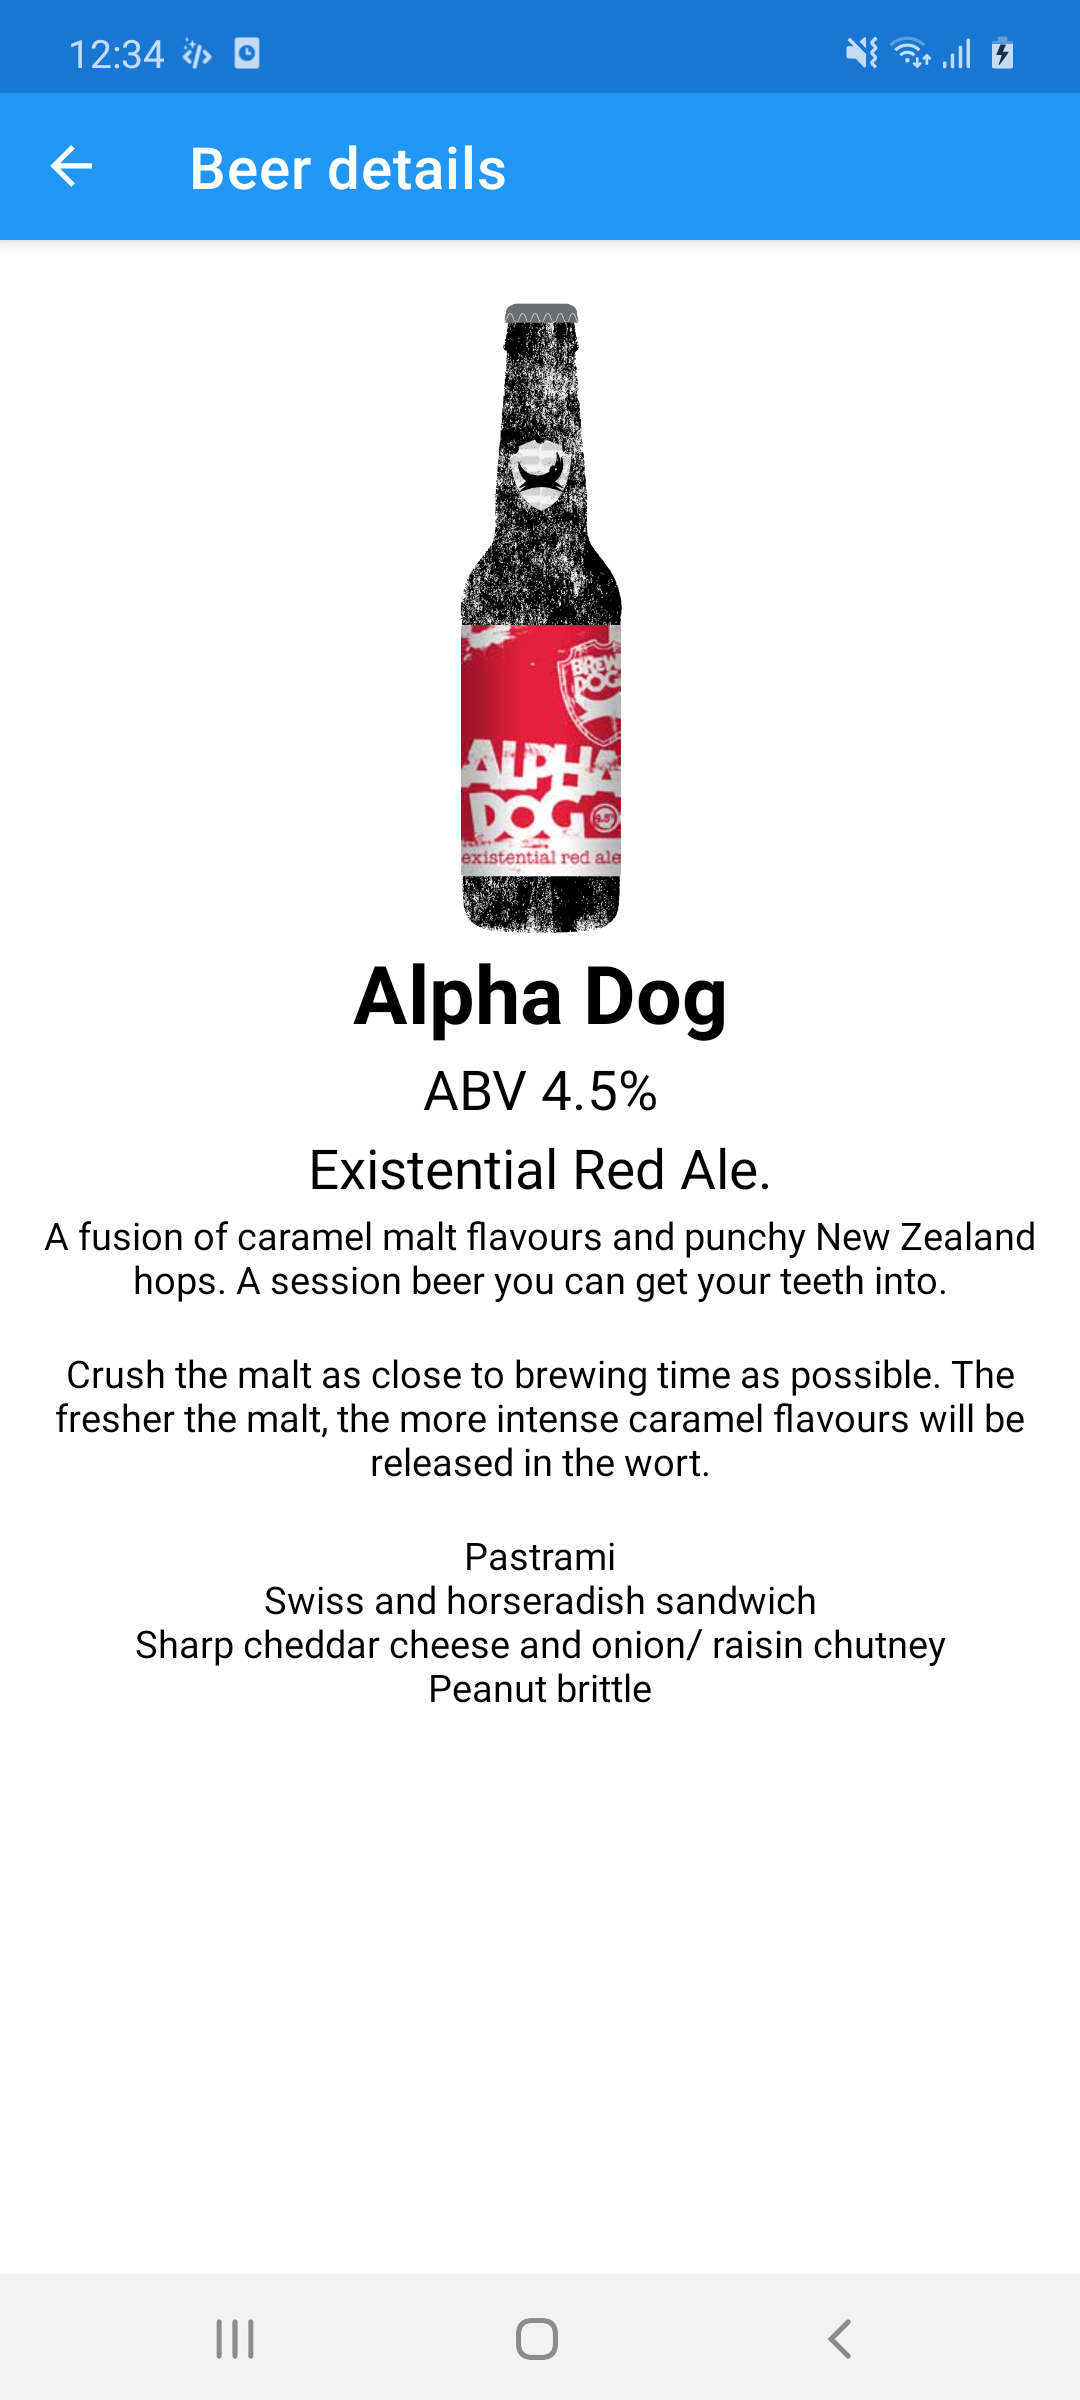 12:34
Beer details
BREW
DOG
ALPHA
DOG
4.5%
existential red ale
Alpha Dog
ABV 4.5%
Existential Red Ale.
A fusion of caramel malt flavours and punchy New Zealand
hops. A session beer you can get your teeth into.
Crush the malt as close to brewing time as possible. The
fresher the malt, the more intense caramel flavours will be
released in the wort.
Pastrami
Swiss and horseradish sandwich
Sharp cheddar cheese and onion/ raisin chutney
Peanut brittle